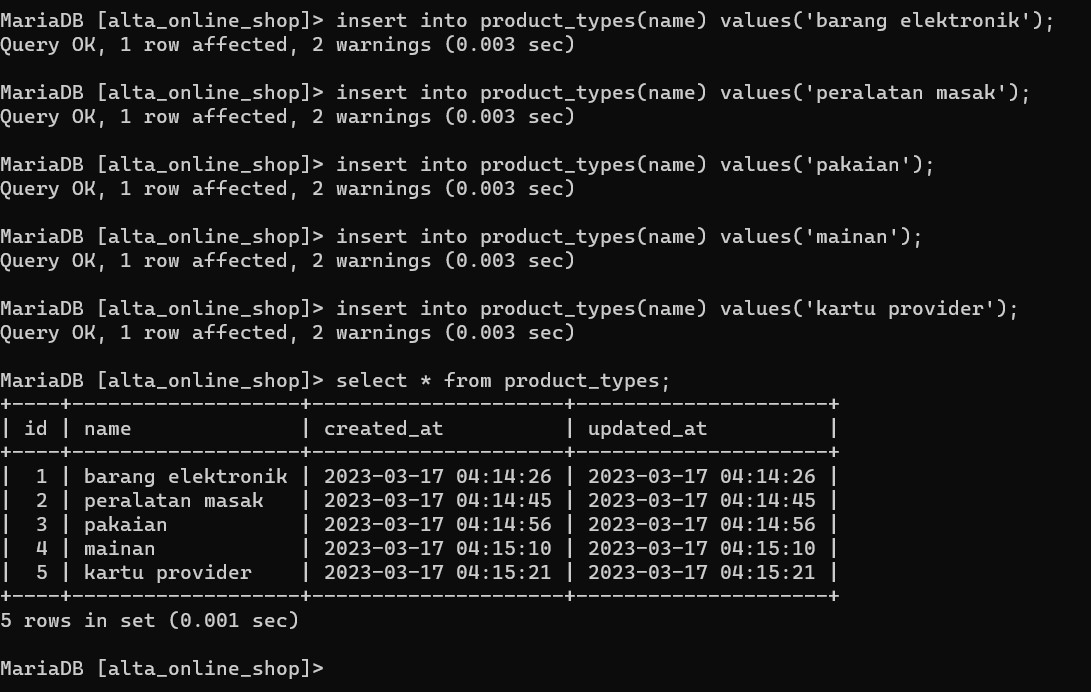 MariaDB [alta_online_shop]> insert into product_types(name) values('barang elektronik');
Query OK, 1 row affected, 2 warnings (0.003 sec)

MariaDB [alta_online_shop]> insert into product_types(name) values('peralatan masak');
Query OK, 1 row affected, 2 warnings (0.003 sec)

MariaDB [alta_online_shop]> insert into product_types(name) values('pakaian');
Query OK, 1 row affected, 2 warnings (0.003 sec)

MariaDB [alta_online_shop]> insert into product_types(name) values('mainan');
Query OK, 1 row affected, 2 warnings (0.003 sec)

MariaDB [alta_online_shop]> insert into product_types(name) values('kartu provider');
Query OK, 1 row affected, 2 warnings (0.003 sec)

MariaDB [alta_online_shop]> select * from product_types;
+----+-------------------+---------------------+---------------------+
| id | name              | created_at          | updated_at          |
+----+-------------------+---------------------+---------------------+
|  1 | barang elektronik | 2023-03-17 04:14:26 | 2023-03-17 04:14:26 |
|  2 | peralatan masak   | 2023-03-17 04:14:45 | 2023-03-17 04:14:45 |
|  3 | pakaian           | 2023-03-17 04:14:56 | 2023-03-17 04:14:56 |
|  4 | mainan            | 2023-03-17 04:15:10 | 2023-03-17 04:15:10 |
|  5 | kartu provider    | 2023-03-17 04:15:21 | 2023-03-17 04:15:21 |
+----+-------------------+---------------------+---------------------+
5 rows in set (0.001 sec)

MariaDB [alta_online_shop]>